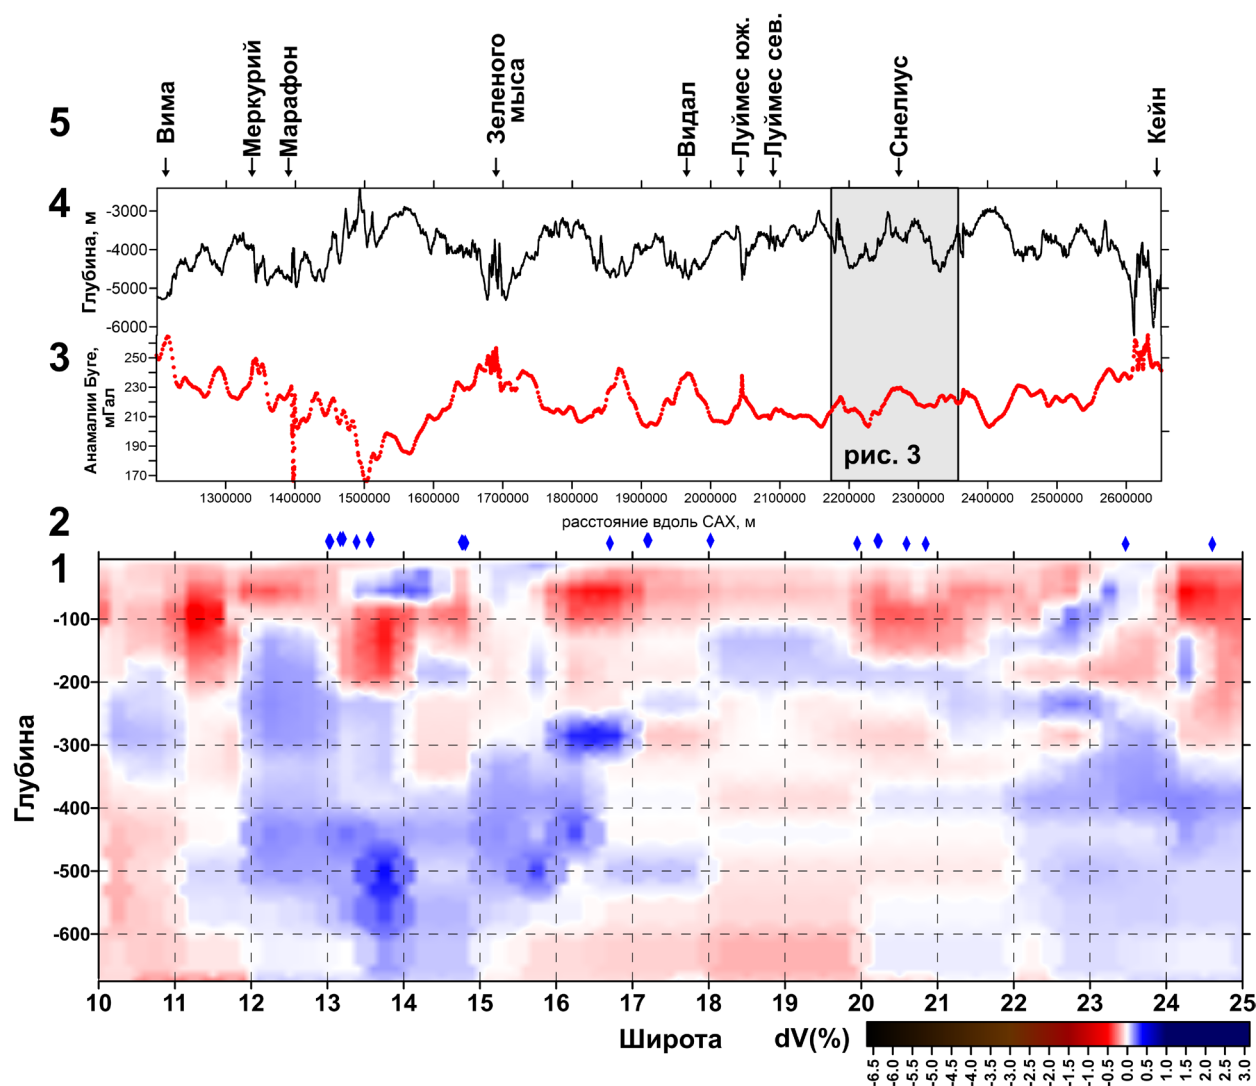 5
Вима
Меркурий
Марафон
Зеленого
мыса
Видал
Луймес юж.
Луймес сев.
Снелиус
Кейн
4
Глубина, м
-3000
-4000
-5000
-6000
3
Анамалии Буге,
мГал
250
230
210
190
170
рис. 3
1300000 1400000 1500000 1600000 1700000 1800000 1900000 2000000 2100000 2200000 2300000 2400000 2500000 2600000
расстояние вдоль САХ, м
2
1
Глубина
-100
-200
-300
-400
-500
-600
10 11 12 13 14 15 16 17 18 19 20 21 22 23 24 25
Широта
dV(%)
-6.5 -6.0 -5.5 -5.0 -4.5 -4.0 -3.5 -3.0 -2.5 -2.0 -1.5 -1.0 -0.5 0.0 0.5 1.0 1.5 2.0 2.5 3.0